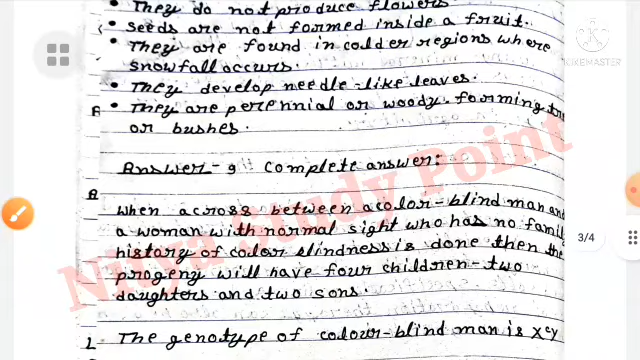 • They do not produce flowers
• Seeds are not formed inside a fruit.
• They are found in colder regions where
snowfall occurs.
• They develop needle-like leaves.
• They are perennial or woody, forming tre
or bushes.
Answer-9 Complete answer:
When across between acolor-blind man and
a woman with normal sight who has no family
history of color blindness is done then the
progeny will have four children-two
daughters and two sons.
The genotype of colour-blind man is XᶜY
Nitya Study Point
KINEMASTER
3/4